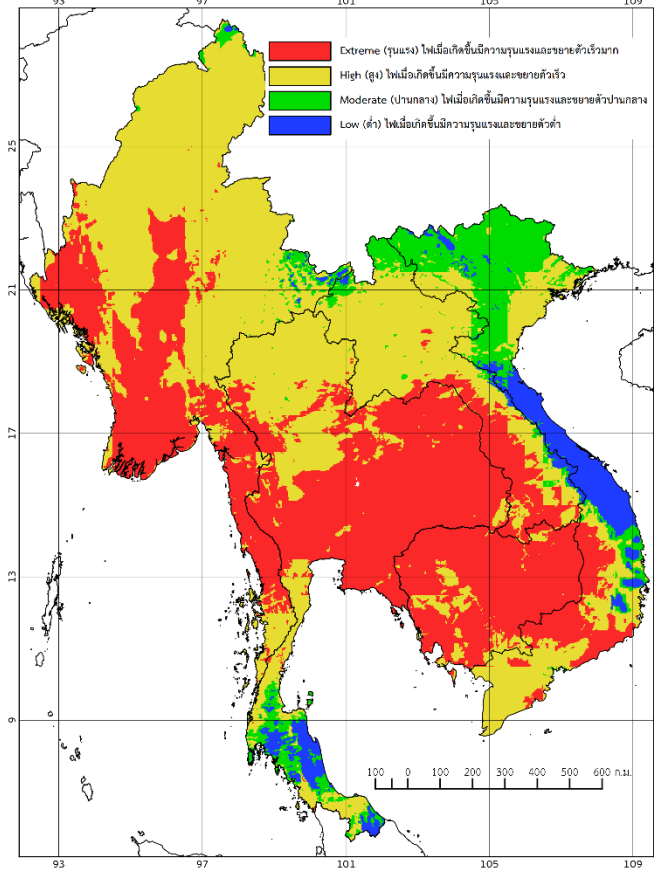 93 97 101 105 109
Extreme (รุนแรง) ไฟเมื่อเกิดขึ้นมีความรุนแรงและขยายตัวเร็วมาก
High (สูง) ไฟเมื่อเกิดขึ้นมีความรุนแรงและขยายตัวเร็ว
Moderate (ปานกลาง) ไฟเมื่อเกิดขึ้นมีความรุนแรงและขยายตัวปานกลาง
Low (ต่ำ) ไฟเมื่อเกิดขึ้นมีความรุนแรงและขยายตัวต่ำ
25
21
17
13
9
100 0 100 200 300 400 500 600 ก.ม.
93 97 101 105 109